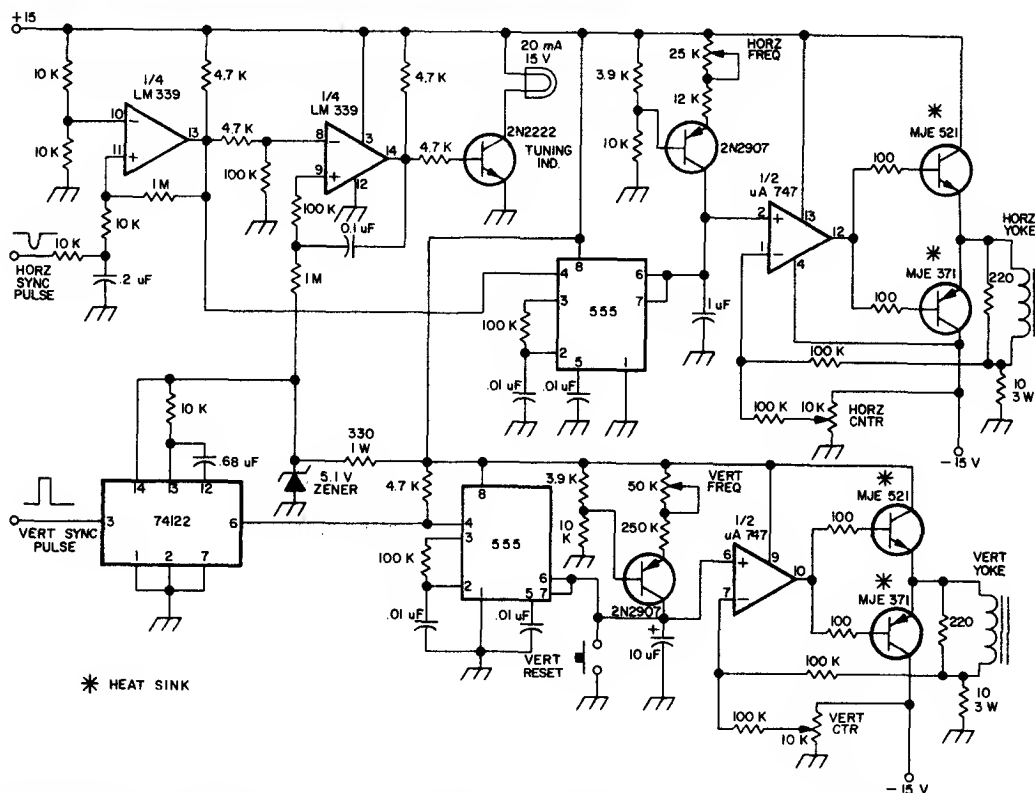 +15
10 K
10 K
1/4
LM 339
10
11
13
4.7 K
4.7 K
100 K
1 M
10 K
10 K
HORZ
SYNC
PULSE
.2 uF
1/4
LM 339
8
9
3
12
14
4.7 K
4.7 K
100 K
0.1 uF
1 M
20 mA
15 V
2N2222
TUNING
IND.
3.9 K
10 K
25 K
HORZ
FREQ
12 K
2N2907
1/2
uA 747
2
1
13
4
12
100
100
MJE 521
MJE 371
HORZ
YOKE
220
4
8
3
2
5
1
6
7
555
100 K
.01 uF
.01 uF
1 uF
100 K
100 K
10 K
HORZ
CNTR
10
3 W
-15 V
10 K
.68 uF
14
13
12
3
74122
6
1
2
7
VERT SYNC
PULSE
5.1 V
ZENER
330
1 W
4.7 K
8
4
3
2
1
5
6
7
555
100 K
.01 uF
.01 uF
3.9 K
10
K
50 K
VERT
FREQ
250 K
2N2907
VERT
RESET
+
10 uF
1/2
uA 747
6
7
9
10
100
100
MJE 521
MJE 371
VERT
YOKE
220
100 K
100 K
10 K
VERT
CTR
10
3 W
-15 V
* HEAT SINK